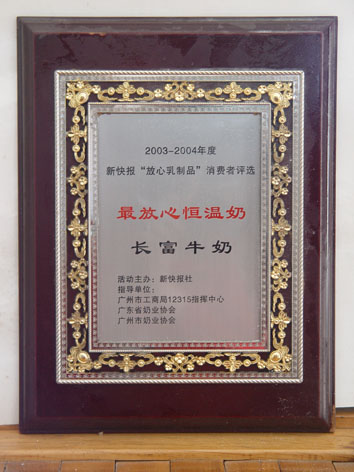 2003-2004年度
新快报“放心乳制品”消费者评选
最放心恒温奶
长富牛奶
活动主办：新快报社
指导单位：
广州市工商局12315指挥中心
广东省奶业协会
广州市奶业协会